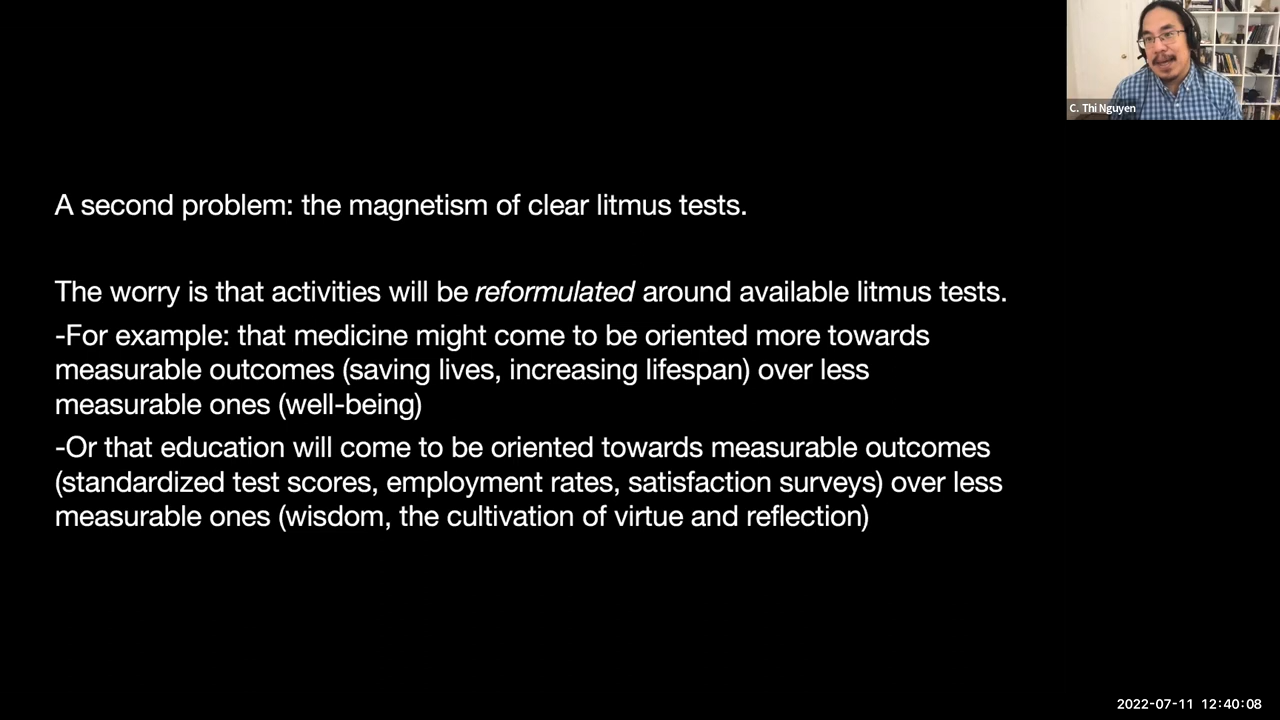 C. Thi Nguyen
A second problem: the magnetism of clear litmus tests.
The worry is that activities will be reformulated around available litmus tests.
-For example: that medicine might come to be oriented more towards
measurable outcomes (saving lives, increasing lifespan) over less
measurable ones (well-being)
-Or that education will come to be oriented towards measurable outcomes
(standardized test scores, employment rates, satisfaction surveys) over less
measurable ones (wisdom, the cultivation of virtue and reflection)
2022-07-11 12:40:08